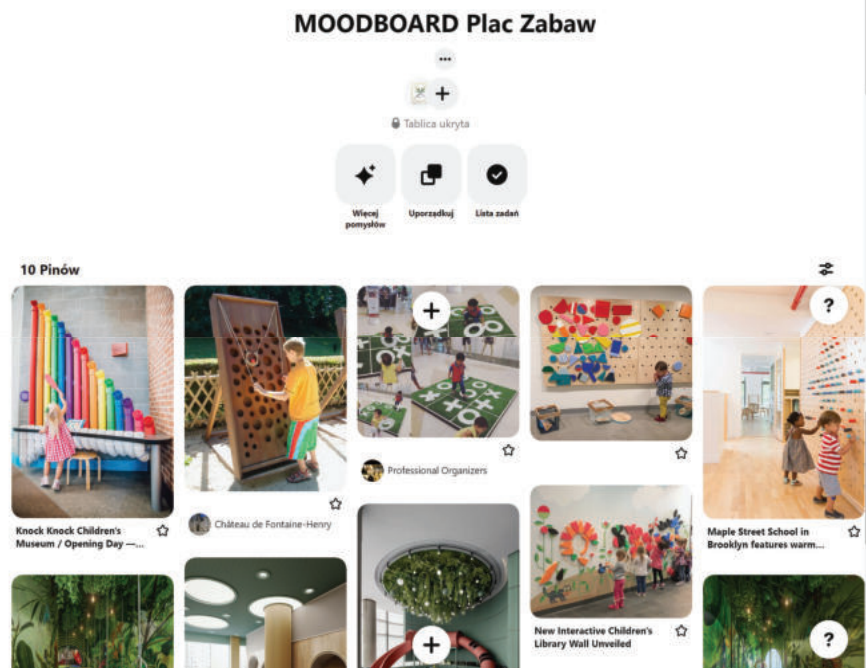 MOODBOARD Plac Zabaw
Tablica ukryta
Więcej
pomysłów
Uporządkuj
Lista zadań
10 Pinów
Knock Knock Children's
Museum / Opening Day —...
Château de Fontaine-Henry
Professional Organizers
New Interactive Children's
Library Wall Unveiled
Maple Street School in
Brooklyn features warm...